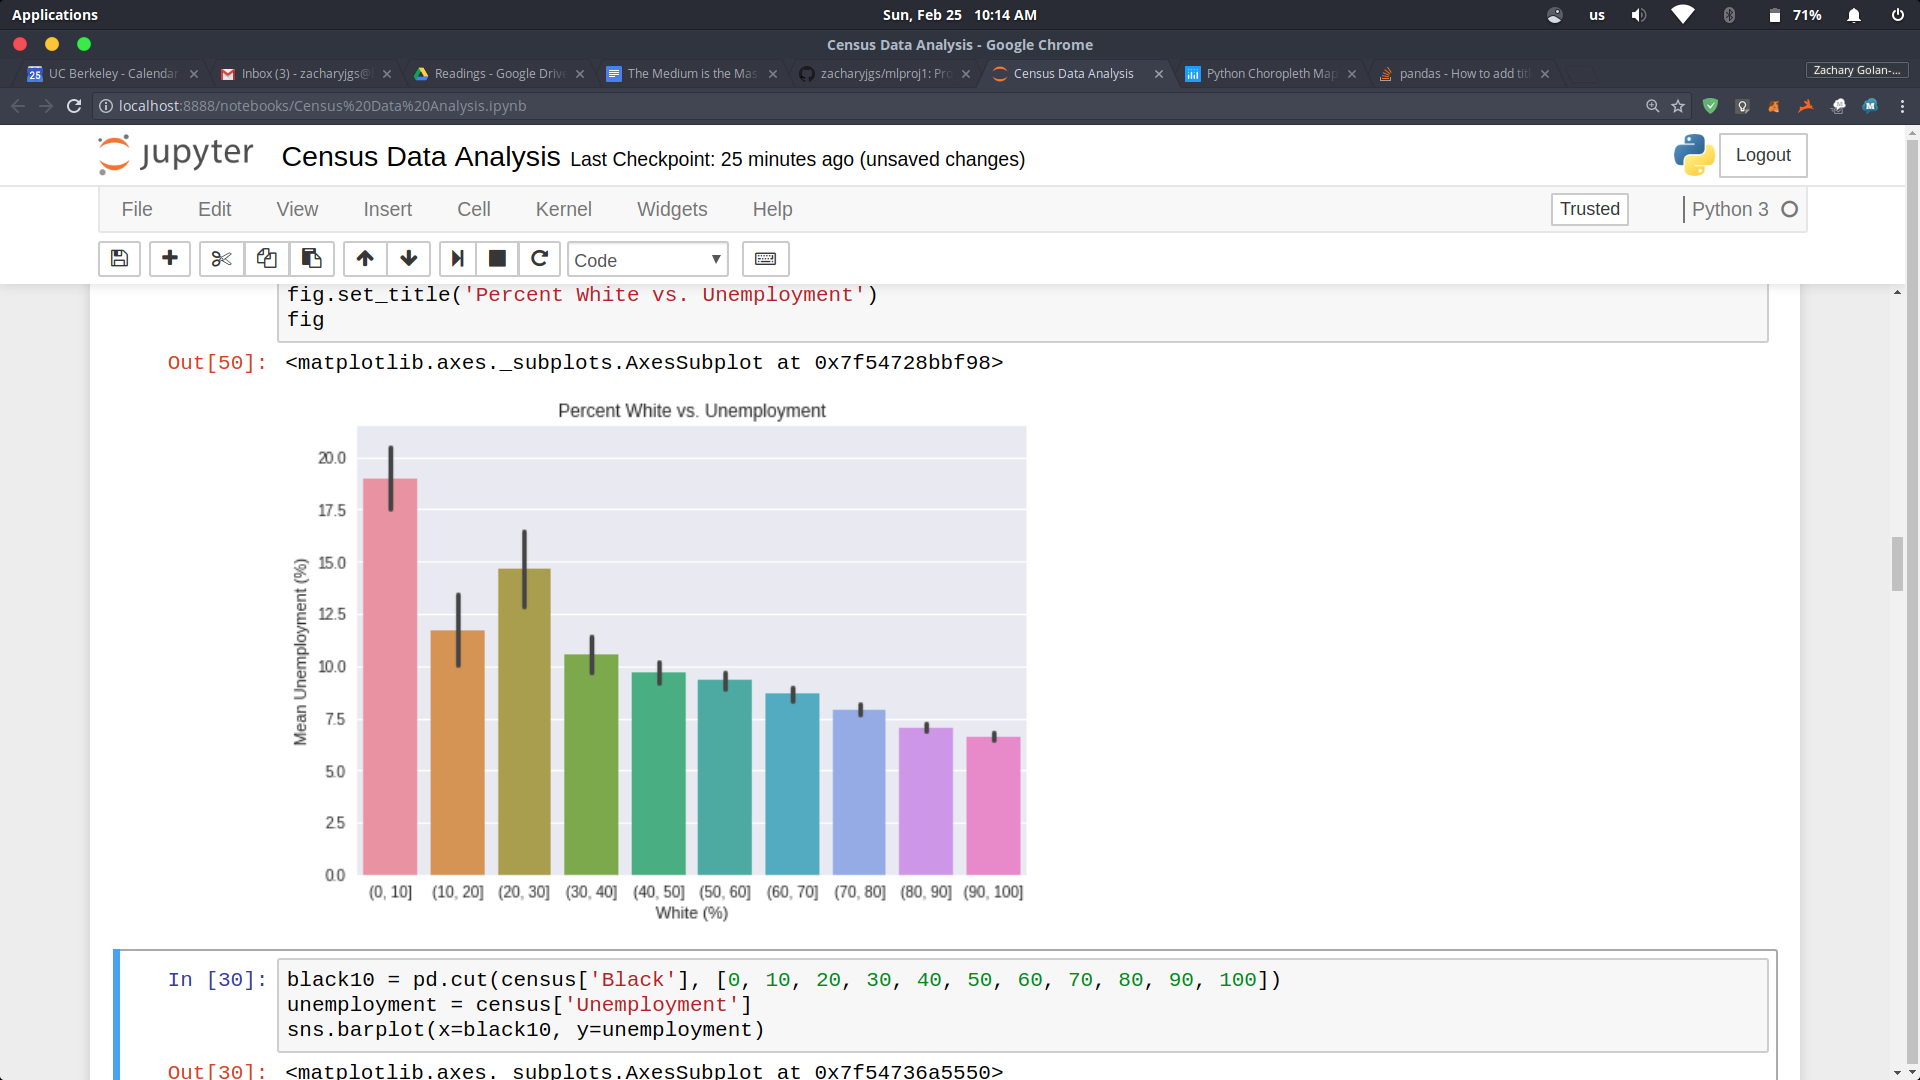 Applications
Sun, Feb 25 10:14 AM
us
71%
Census Data Analysis - Google Chrome
25 UC Berkeley - Calendar
Inbox (3) - zacharyjgs@
Readings - Google Drive
The Medium is the Mas
zacharyjgs/mlproj1: Pro
Census Data Analysis
Python Choropleth Map
pandas - How to add titl
Zachary Golan-...
localhost:8888/notebooks/Census%20Data%20Analysis.ipynb
jupyter
Census Data Analysis Last Checkpoint: 25 minutes ago (unsaved changes)
Logout
File Edit View Insert Cell Kernel Widgets Help
Trusted
Python 3
Code
fig.set_title('Percent White vs. Unemployment')
fig
Out[50]: <matplotlib.axes._subplots.AxesSubplot at 0x7f54728bbf98>
Percent White vs. Unemployment
20.0
17.5
15.0
12.5
10.0
7.5
5.0
2.5
0.0
Mean Unemployment (%)
(0, 10] (10, 20] (20, 30] (30, 40] (40, 50] (50, 60] (60, 70] (70, 80] (80, 90] (90, 100]
White (%)
In [30]: black10 = pd.cut(census['Black'], [0, 10, 20, 30, 40, 50, 60, 70, 80, 90, 100])
unemployment = census['Unemployment']
sns.barplot(x=black10, y=unemployment)
Out[30]: <matplotlib.axes._subplots.AxesSubplot at 0x7f54736a5550>